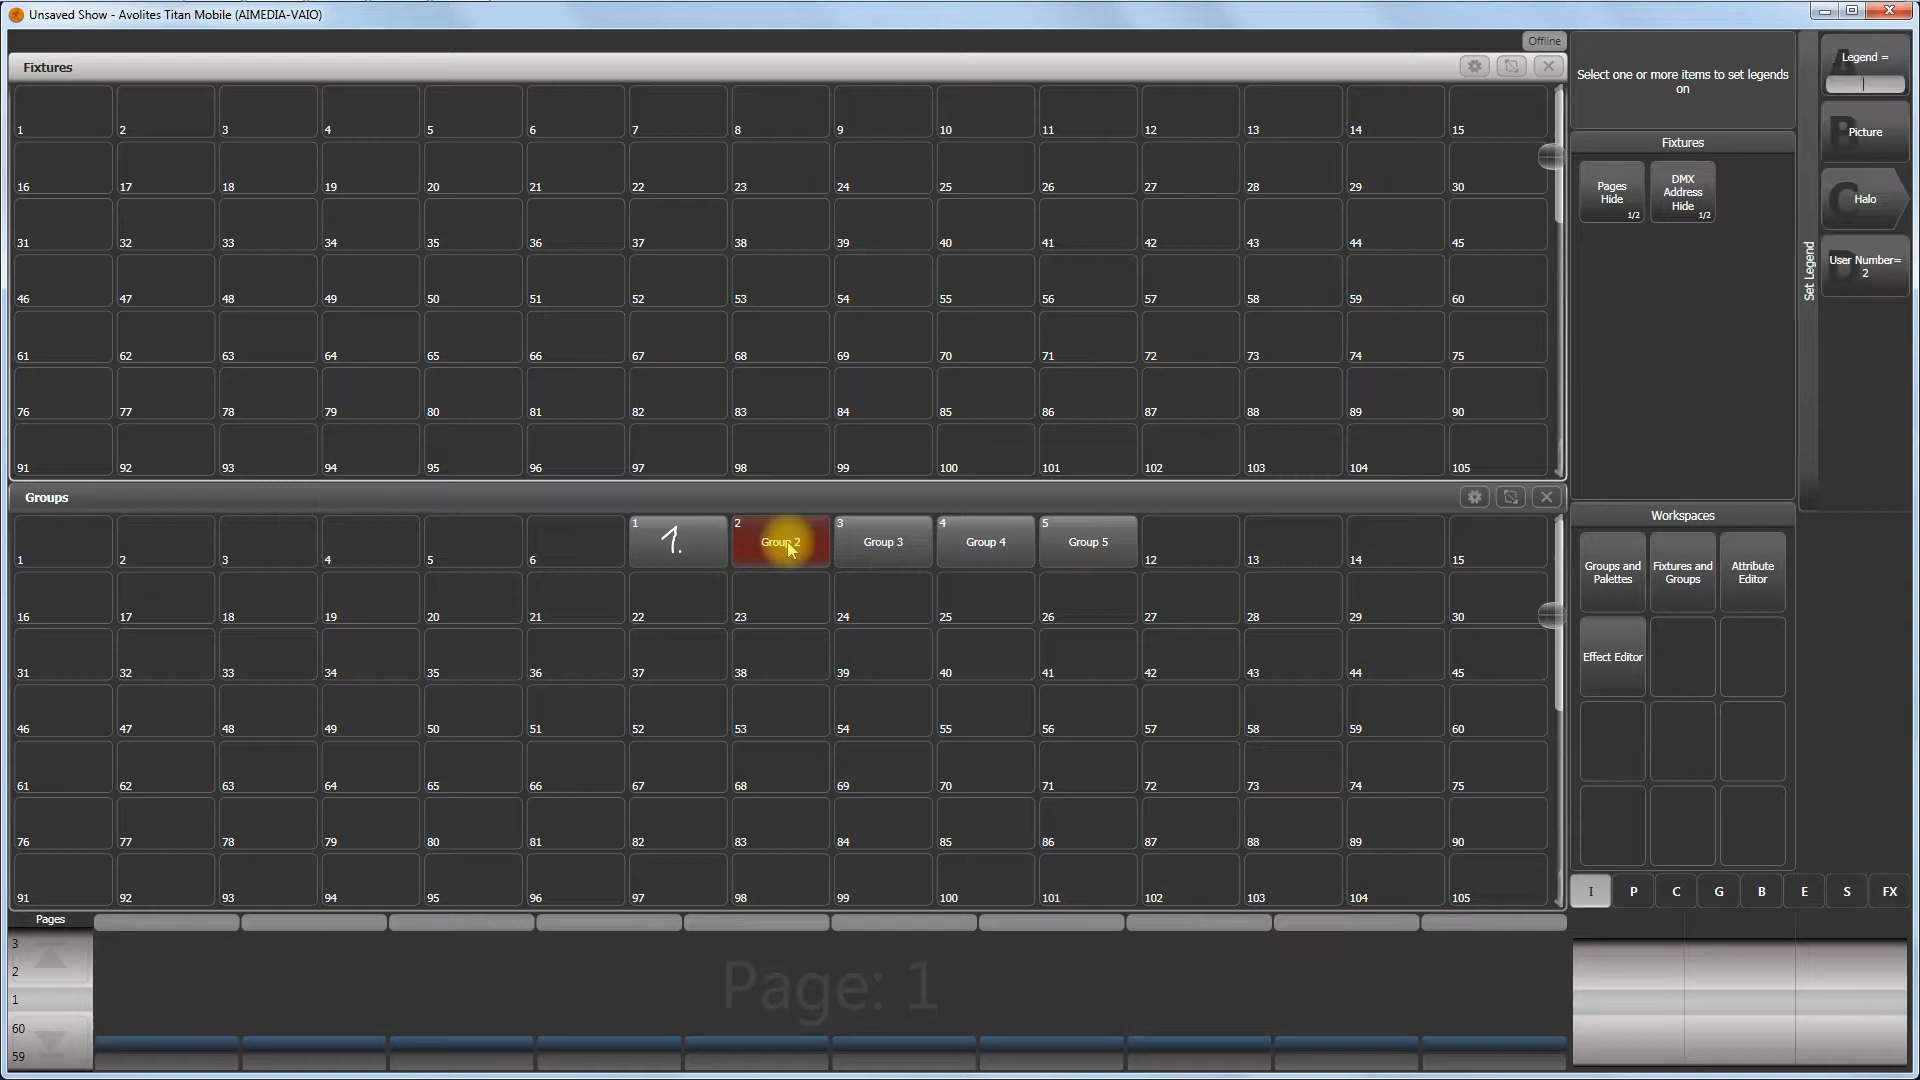 Unsaved Show - Avolites Titan Mobile (AIMEDIA-VAIO)
Offline
Fixtures
1 2 3 4 5 6 7 8 9 10 11 12 13 14 15
16 17 18 19 20 21 22 23 24 25 26 27 28 29 30
31 32 33 34 35 36 37 38 39 40 41 42 43 44 45
46 47 48 49 50 51 52 53 54 55 56 57 58 59 60
61 62 63 64 65 66 67 68 69 70 71 72 73 74 75
76 77 78 79 80 81 82 83 84 85 86 87 88 89 90
91 92 93 94 95 96 97 98 99 100 101 102 103 104 105
Groups
1 2 3 4 5
1. Group 2 Group 3 Group 4 Group 5
1 2 3 4 5 6 12 13 14 15
16 17 18 19 20 21 22 23 24 25 26 27 28 29 30
31 32 33 34 35 36 37 38 39 40 41 42 43 44 45
46 47 48 49 50 51 52 53 54 55 56 57 58 59 60
61 62 63 64 65 66 67 68 69 70 71 72 73 74 75
76 77 78 79 80 81 82 83 84 85 86 87 88 89 90
91 92 93 94 95 96 97 98 99 100 101 102 103 104 105
Pages
3
2
1
60
59
Page: 1
Select one or more items to set legends
on
Fixtures
Pages
Hide
1/2
DMX
Address
Hide
1/2
Set Legend
A
Legend =
B
Picture
C
Halo
D
User Number=
2
Workspaces
Groups and
Palettes
Fixtures and
Groups
Attribute
Editor
Effect Editor
I P C G B E S FX